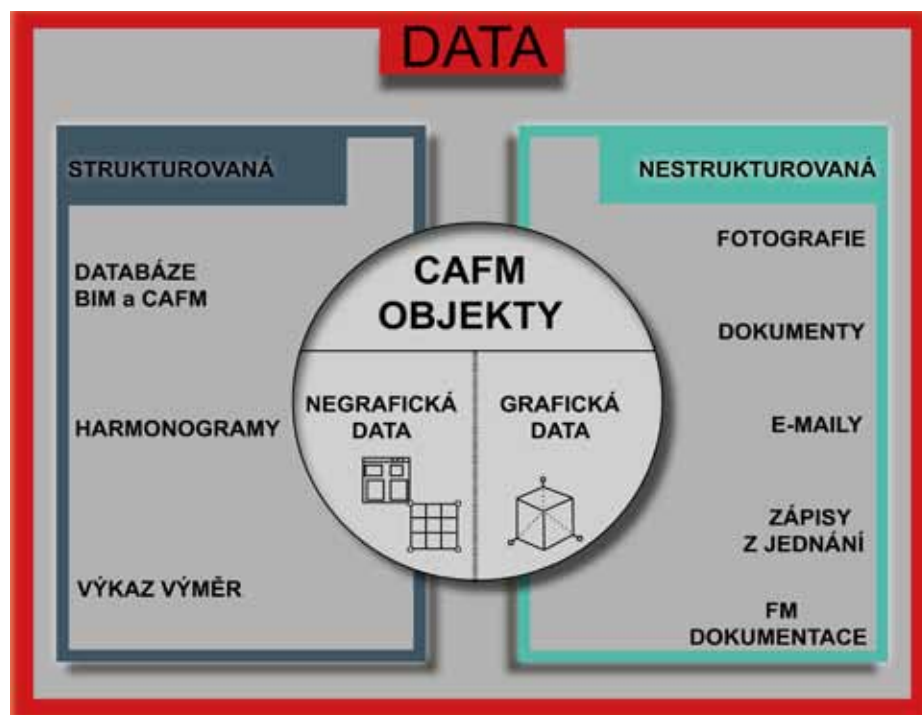 DATA
STRUKTUROVANÁ
DATABÁZE
BIM a CAFM
HARMONOGRAMY
VÝKAZ VÝMĚR
CAFM
OBJEKTY
NEGRAFICKÁ
DATA
GRAFICKÁ
DATA
NESTRUKTUROVANÁ
FOTOGRAFIE
DOKUMENTY
E-MAILY
ZÁPISY
Z JEDNÁNÍ
FM
DOKUMENTACE